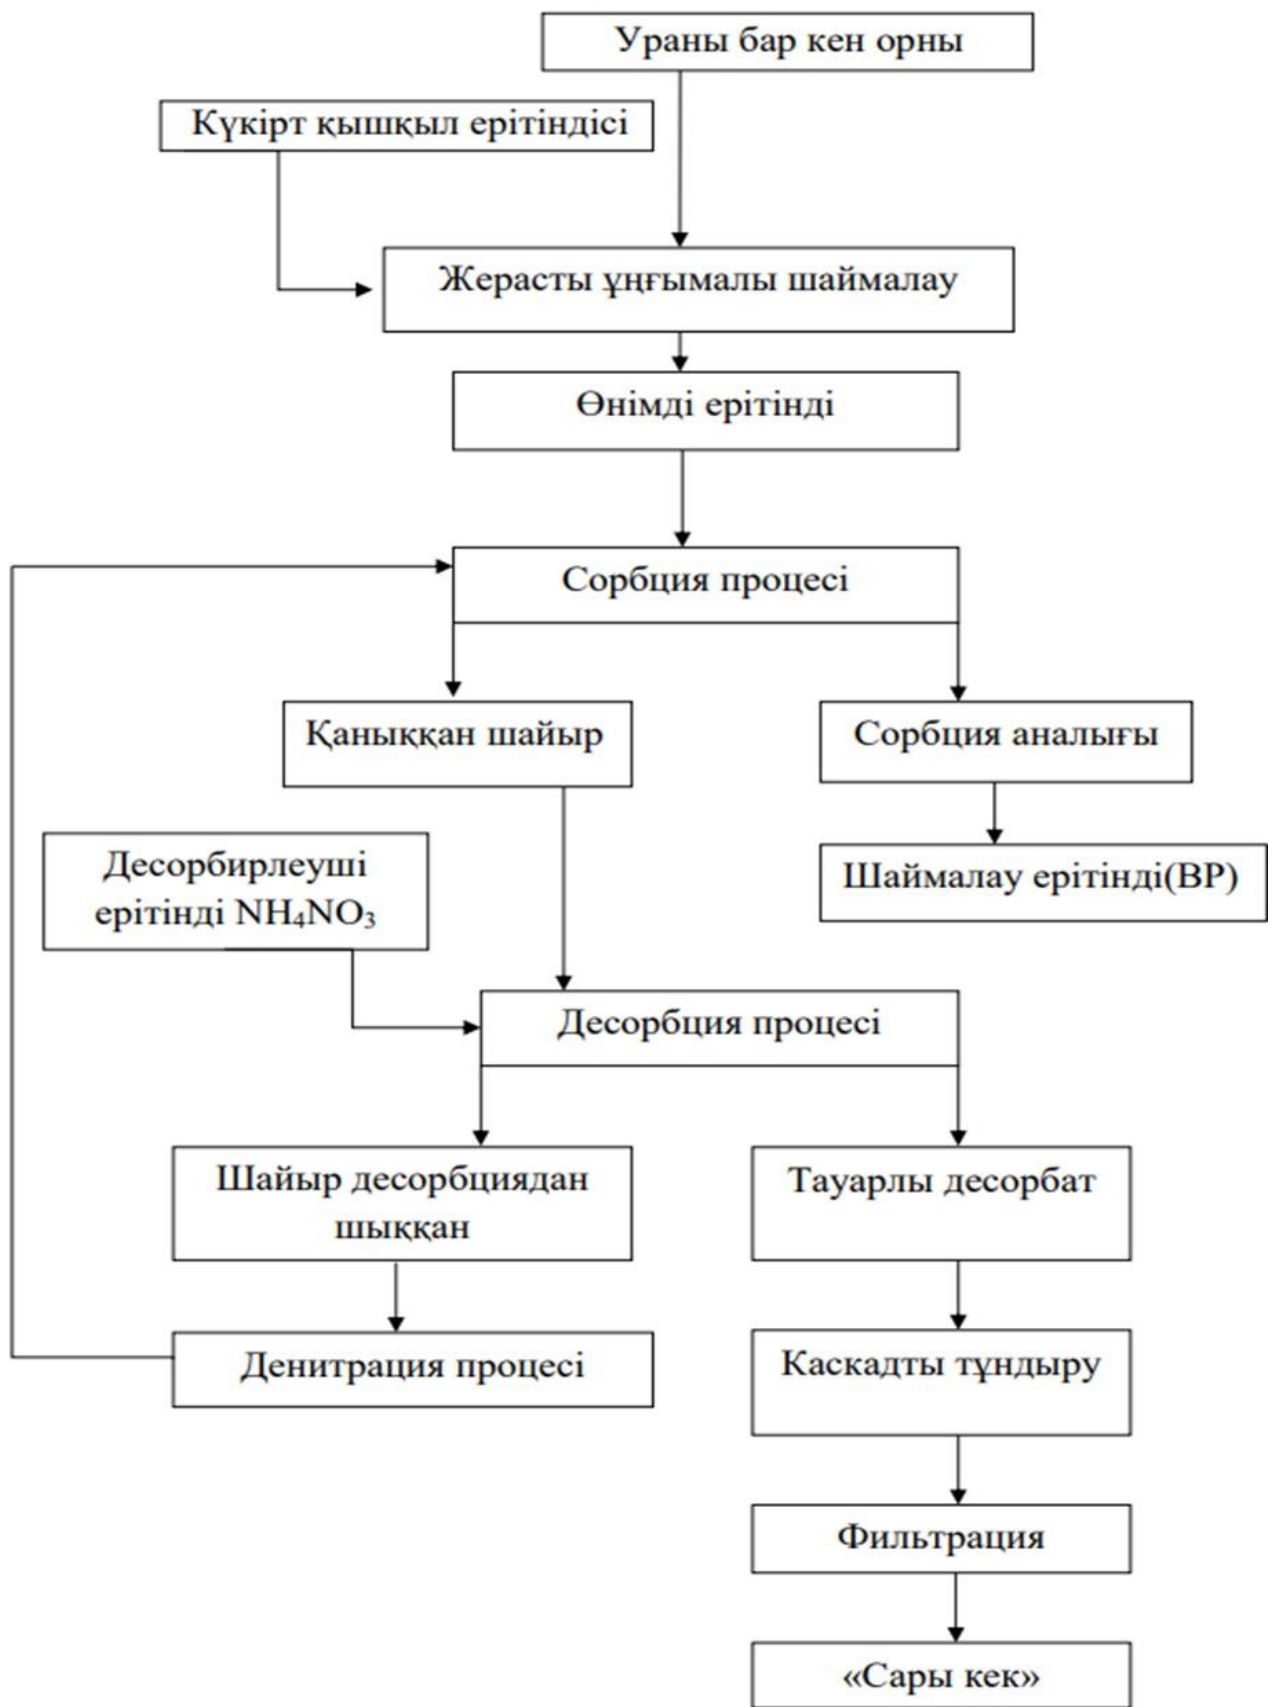 Ураны бар кен орны
Күкірт қышқыл ерітіндісі
Жерасты ұңғымалы шаймалау
Өнімді ерітінді
Сорбция процесі
Қаныққан шайыр
Сорбция аналығы
Десорбирлеуші
ерітінді NH₄NO₃
Шаймалау ерітінді(ВР)
Десорбция процесі
Шайыр десорбциядан
шыққан
Тауарлы десорбат
Денитрация процесі
Каскадты тұндыру
Фильтрация
«Сары кек»